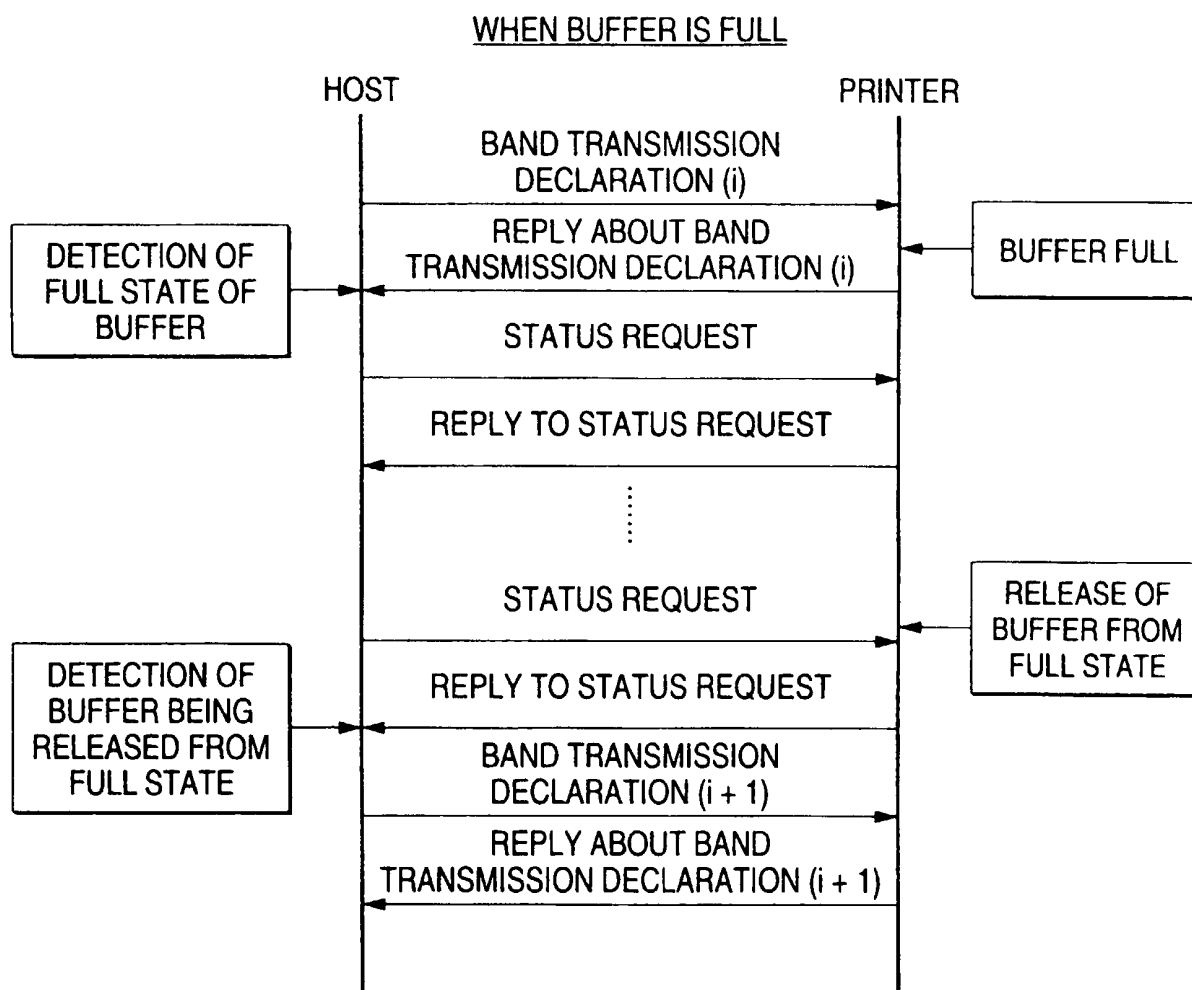 WHEN BUFFER IS FULL
HOST
PRINTER
BAND TRANSMISSION
DECLARATION (i)
REPLY ABOUT BAND
TRANSMISSION DECLARATION (i)
BUFFER FULL
DETECTION OF
FULL STATE OF
BUFFER
STATUS REQUEST
REPLY TO STATUS REQUEST
STATUS REQUEST
RELEASE OF
BUFFER FROM
FULL STATE
REPLY TO STATUS REQUEST
DETECTION OF
BUFFER BEING
RELEASED FROM
FULL STATE
BAND TRANSMISSION
DECLARATION (i + 1)
REPLY ABOUT BAND
TRANSMISSION DECLARATION (i + 1)